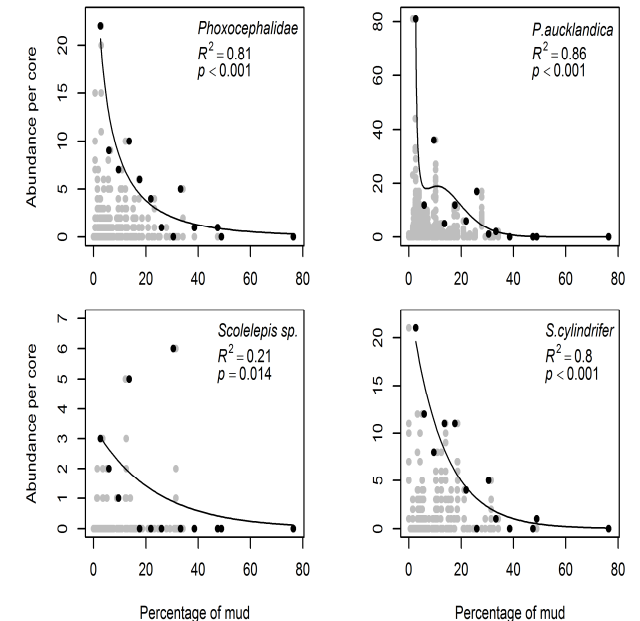 Phoxocephalidae
R² = 0.81
p < 0.001
Abundance per core
0 5 10 15 20
0 20 40 60 80
P.aucklandica
R² = 0.86
p < 0.001
0 20 40 60 80
0 20 40 60 80
Scolelepis sp.
R² = 0.21
p = 0.014
Abundance per core
0 1 2 3 4 5 6 7
0 20 40 60 80
Percentage of mud
S.cylindrifer
R² = 0.8
p < 0.001
0 5 10 15 20
0 20 40 60 80
Percentage of mud